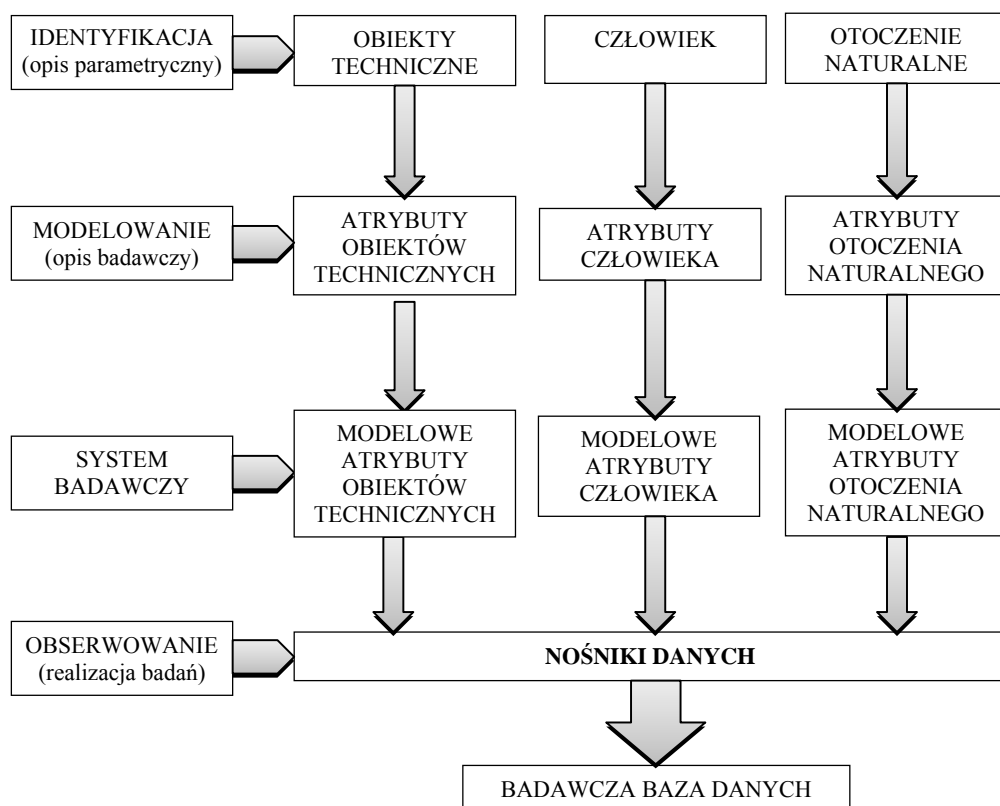 IDENTYFIKACJA
(opis parametryczny)
OBIEKTY
TECHNICZNE
CZŁOWIEK
OTOCZENIE
NATURALNE
MODELOWANIE
(opis badawczy)
ATRYBUTY
OBIEKTÓW
TECHNICZNYCH
ATRYBUTY
CZŁOWIEKA
ATRYBUTY
OTOCZENIA
NATURALNEGO
SYSTEM
BADAWCZY
MODELOWE
ATRYBUTY
OBIEKTÓW
TECHNICZNYCH
MODELOWE
ATRYBUTY
CZŁOWIEKA
MODELOWE
ATRYBUTY
OTOCZENIA
NATURALNEGO
OBSERWOWANIE
(realizacja badań)
NOŚNIKI DANYCH
BADAWCZA BAZA DANYCH